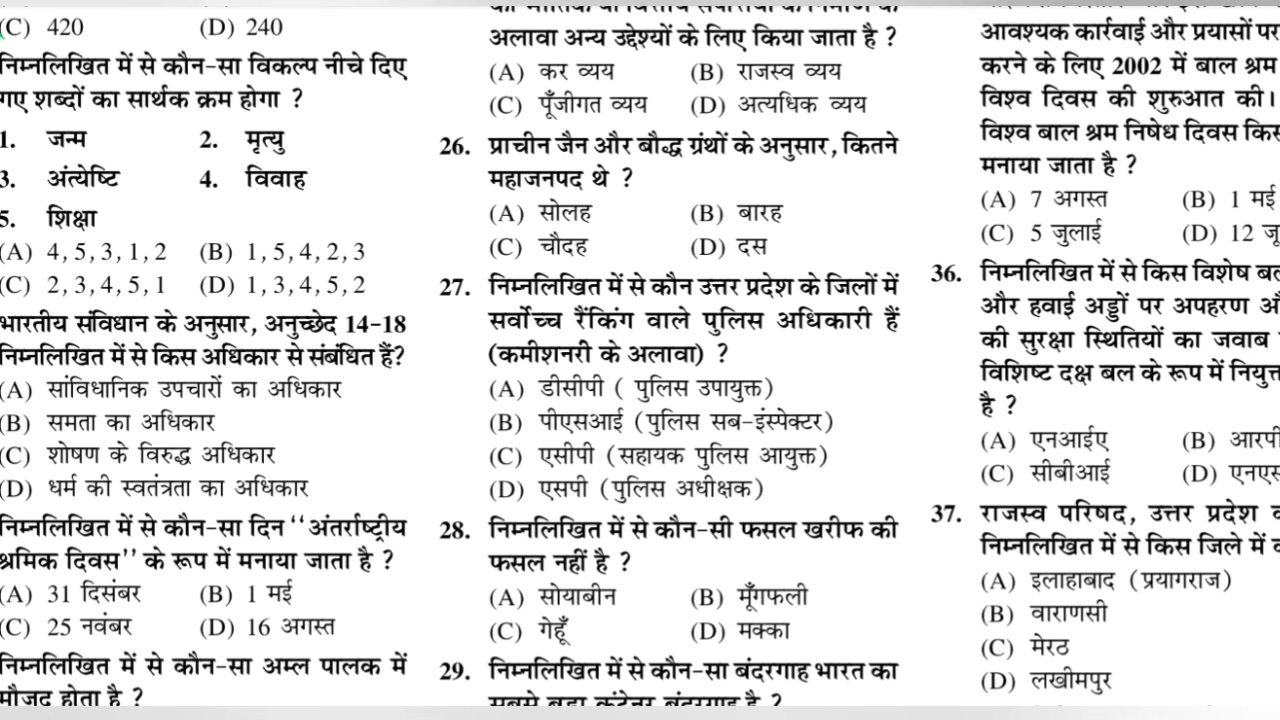 (C) 420 (D) 240
निम्नलिखित में से कौन-सा विकल्प नीचे दिए
गए शब्दों का सार्थक क्रम होगा ?
1. जन्म 2. मृत्यु
3. अंत्येष्टि 4. विवाह
5. शिक्षा
(A) 4, 5, 3, 1, 2 (B) 1, 5, 4, 2, 3
(C) 2, 3, 4, 5, 1 (D) 1, 3, 4, 5, 2
भारतीय संविधान के अनुसार, अनुच्छेद 14-18
निम्नलिखित में से किस अधिकार से संबंधित हैं?
(A) सांविधानिक उपचारों का अधिकार
(B) समता का अधिकार
(C) शोषण के विरुद्ध अधिकार
(D) धर्म की स्वतंत्रता का अधिकार
निम्नलिखित में से कौन-सा दिन ‘‘अंतर्राष्ट्रीय
श्रमिक दिवस’’ के रूप में मनाया जाता है ?
(A) 31 दिसंबर (B) 1 मई
(C) 25 नवंबर (D) 16 अगस्त
निम्नलिखित में से कौन-सा अम्ल पालक में
मौजूद होता है ?
अलावा अन्य उद्देश्यों के लिए किया जाता है ?
(A) कर व्यय (B) राजस्व व्यय
(C) पूँजीगत व्यय (D) अत्यधिक व्यय
26. प्राचीन जैन और बौद्ध ग्रंथों के अनुसार, कितने
महाजनपद थे ?
(A) सोलह (B) बारह
(C) चौदह (D) दस
27. निम्नलिखित में से कौन उत्तर प्रदेश के जिलों में
सर्वोच्च रैंकिंग वाले पुलिस अधिकारी हैं
(कमीशनरी के अलावा) ?
(A) डीसीपी ( पुलिस उपायुक्त)
(B) पीएसआई (पुलिस सब-इंस्पेक्टर)
(C) एसीपी (सहायक पुलिस आयुक्त)
(D) एसपी (पुलिस अधीक्षक)
28. निम्नलिखित में से कौन-सी फसल खरीफ की
फसल नहीं है ?
(A) सोयाबीन (B) मूँगफली
(C) गेहूँ (D) मक्का
29. निम्नलिखित में से कौन-सा बंदरगाह भारत का
सबसे बड़ा कंटेनर बंदरगाह है ?
आवश्यक कार्रवाई और प्रयासों पर
करने के लिए 2002 में बाल श्रम
विश्व दिवस की शुरुआत की।
विश्व बाल श्रम निषेध दिवस
मनाया जाता है ?
(A) 7 अगस्त (B) 1 मई
(C) 5 जुलाई (D) 12
36. निम्नलिखित में से किस विशेष
और हवाई अड्डों पर अपहरण
की सुरक्षा स्थितियों का जवाब
विशिष्ट दक्ष बल के रूप में
है ?
(A) एनआईए (B)
(C) सीबीआई (D)
37. राजस्व परिषद, उत्तर प्रदेश
निम्नलिखित में से किस जिले में
(A) इलाहाबाद (प्रयागराज)
(B) वाराणसी
(C) मेरठ
(D) लखीमपुर